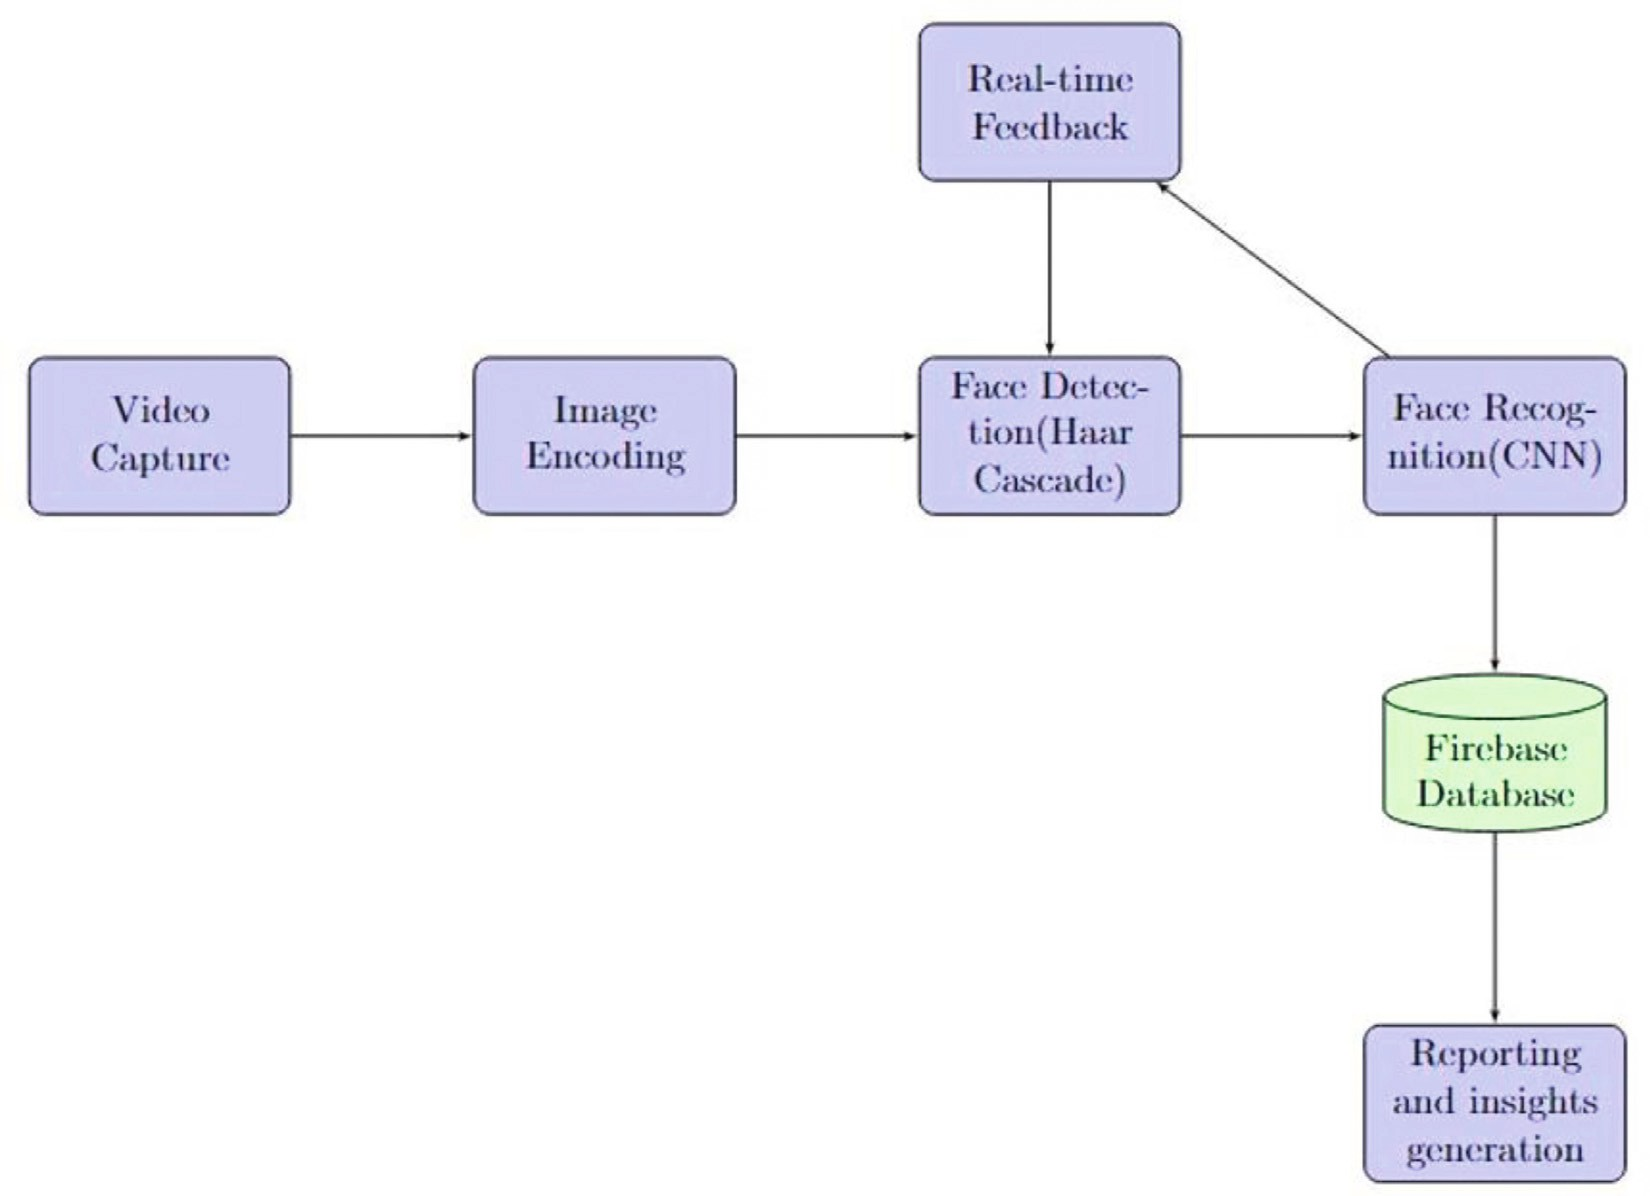 Real-time
Feedback
Video
Capture
Image
Encoding
Face Detec-
tion(Haar
Cascade)
Face Recog-
nition(CNN)
Firebase
Database
Reporting
and insights
generation